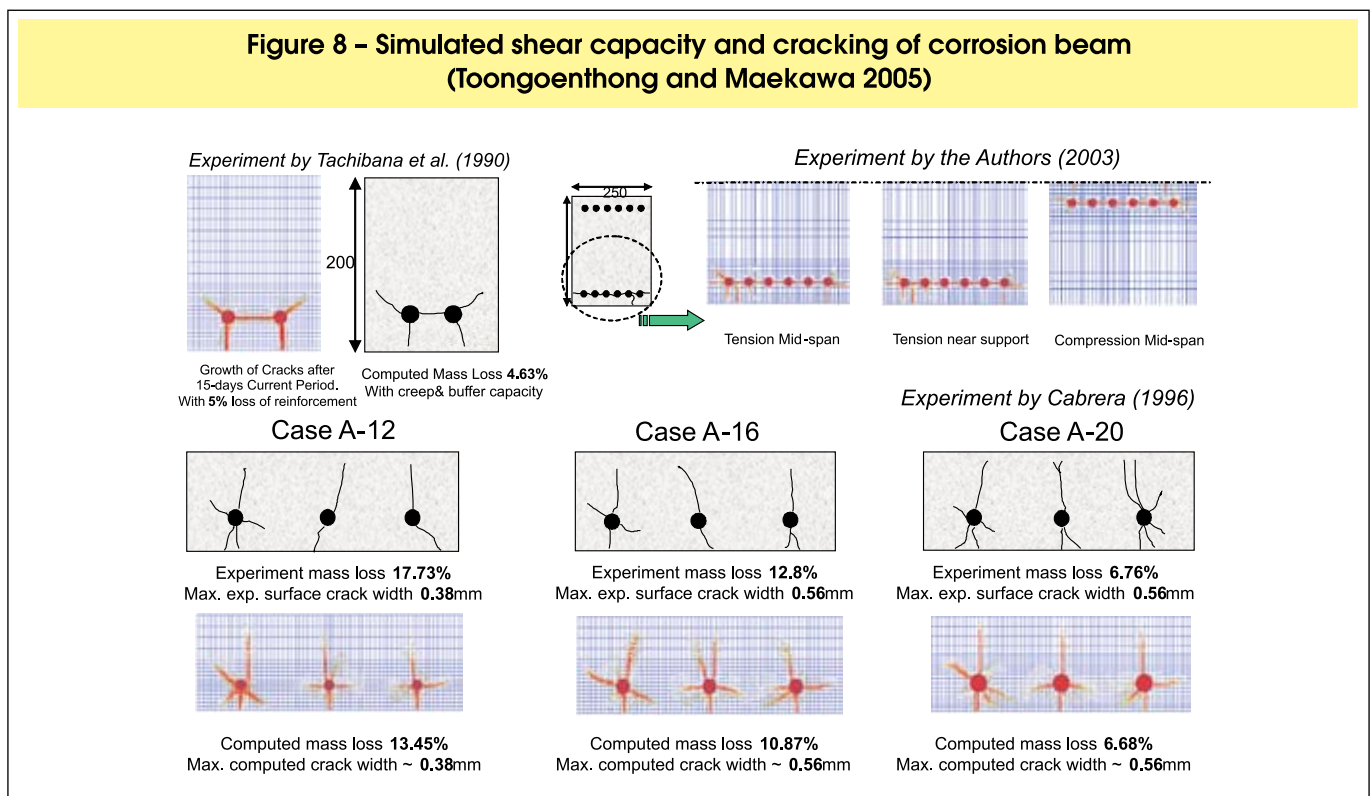 Figure 8 – Simulated shear capacity and cracking of corrosion beam
(Toongoenthong and Maekawa 2005)
Experiment by Tachibana et al. (1990)
200
Growth of Cracks after
15-days Current Period.
With 5% loss of reinforcement
Computed Mass Loss 4.63%
With creep& buffer capacity
Experiment by the Authors (2003)
250
Tension Mid-span
Tension near support
Compression Mid-span
Experiment by Cabrera (1996)
Case A-12
Case A-16
Case A-20
Experiment mass loss 17.73%
Max. exp. surface crack width 0.38mm
Experiment mass loss 12.8%
Max. exp. surface crack width 0.56mm
Experiment mass loss 6.76%
Max. exp. surface crack width 0.56mm
Computed mass loss 13.45%
Max. computed crack width ~ 0.38mm
Computed mass loss 10.87%
Max. computed crack width ~ 0.56mm
Computed mass loss 6.68%
Max. computed crack width ~ 0.56mm